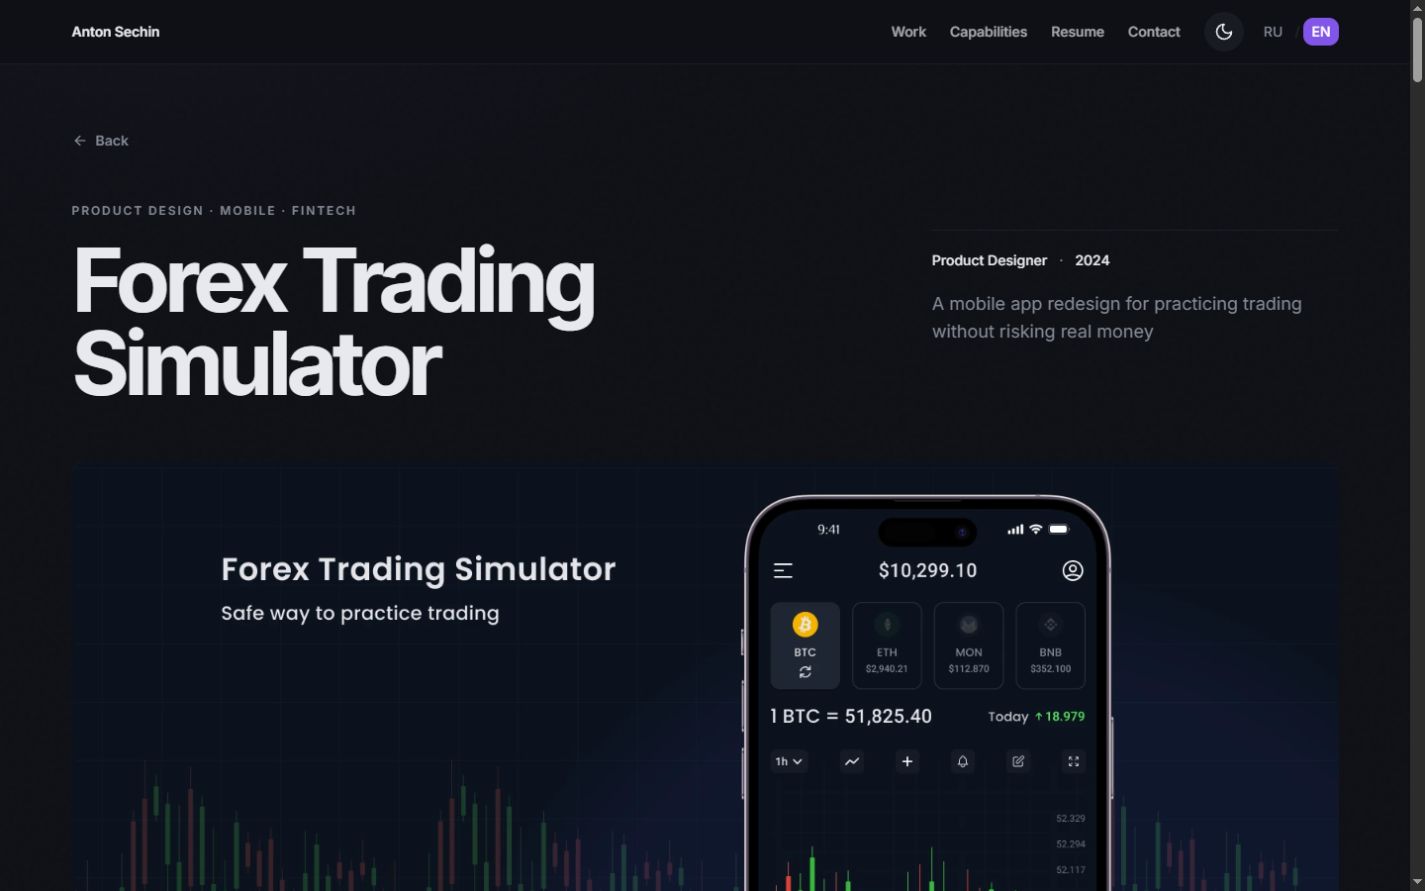 Anton Sechin
Work
Capabilities
Resume
Contact
RU / EN
← Back
PRODUCT DESIGN · MOBILE · FINTECH
Forex Trading
Simulator
Product Designer · 2024
A mobile app redesign for practicing trading
without risking real money
Forex Trading Simulator
Safe way to practice trading
9:41
$10,299.10
BTC
ETH
$2,940.21
MON
$112.870
BNB
$352.100
1 BTC = 51,825.40
Today ↑ 18.979
1h
52.329
52.294
52.117